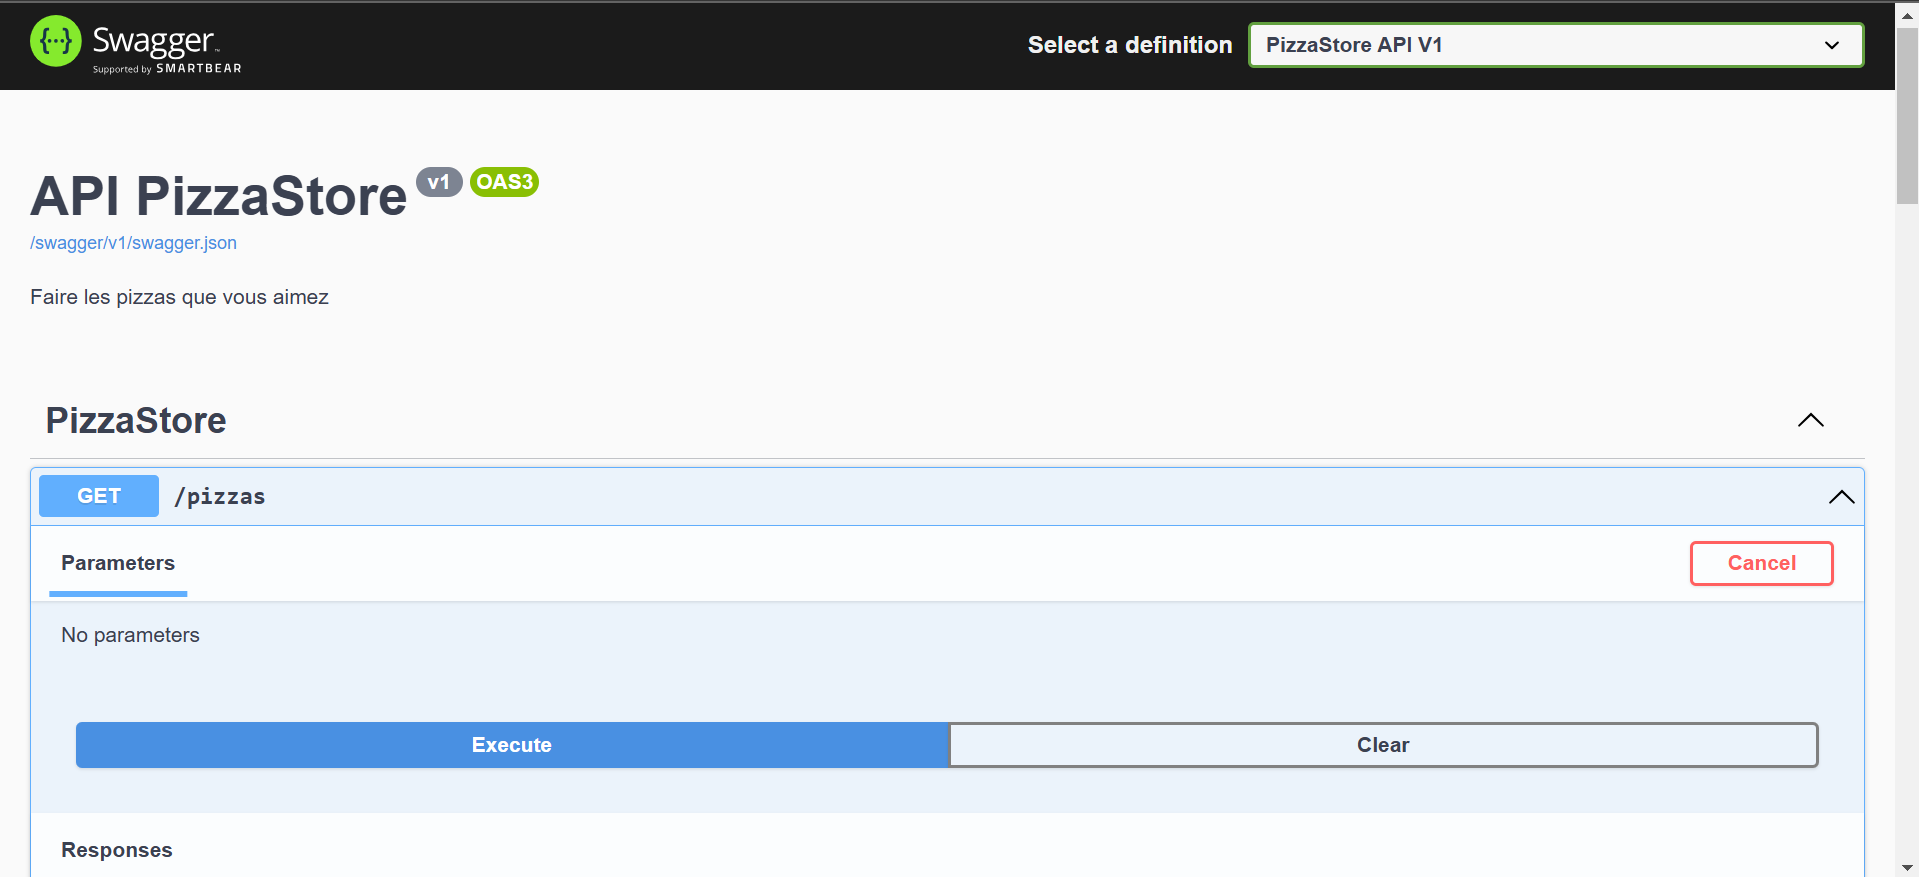 {...} Swagger™
Supported by SMARTBEAR
Select a definition
PizzaStore API V1
API PizzaStore v1 OAS3
/swagger/v1/swagger.json
Faire les pizzas que vous aimez
PizzaStore
GET /pizzas
Parameters
Cancel
No parameters
Execute
Clear
Responses